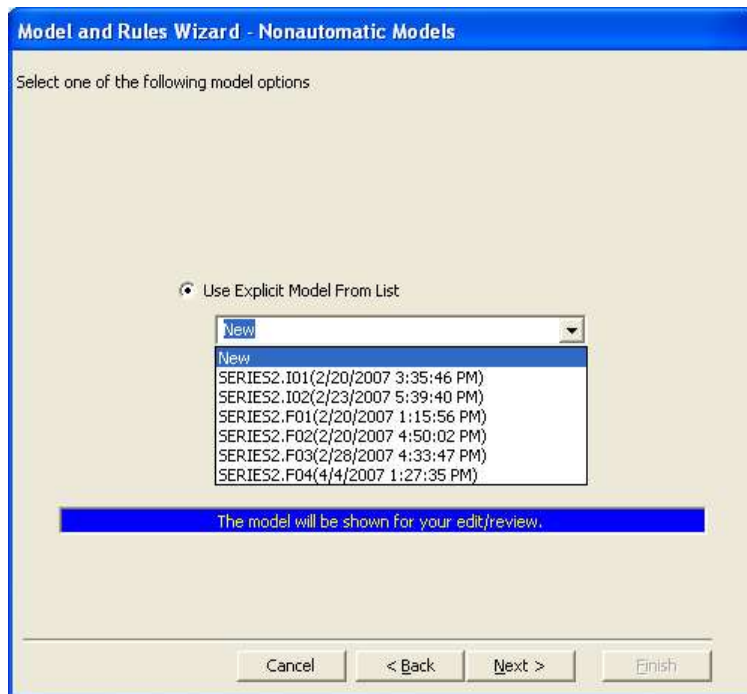 Model and Rules Wizard - Nonautomatic Models
Select one of the following model options
Use Explicit Model From List
New
New
SERIES2.I01(2/20/2007 3:35:46 PM)
SERIES2.I02(2/23/2007 5:39:40 PM)
SERIES2.F01(2/20/2007 1:15:56 PM)
SERIES2.F02(2/20/2007 4:50:02 PM)
SERIES2.F03(2/28/2007 4:33:47 PM)
SERIES2.F04(4/4/2007 1:27:35 PM)
The model will be shown for your edit/review.
Cancel < Back Next > Finish